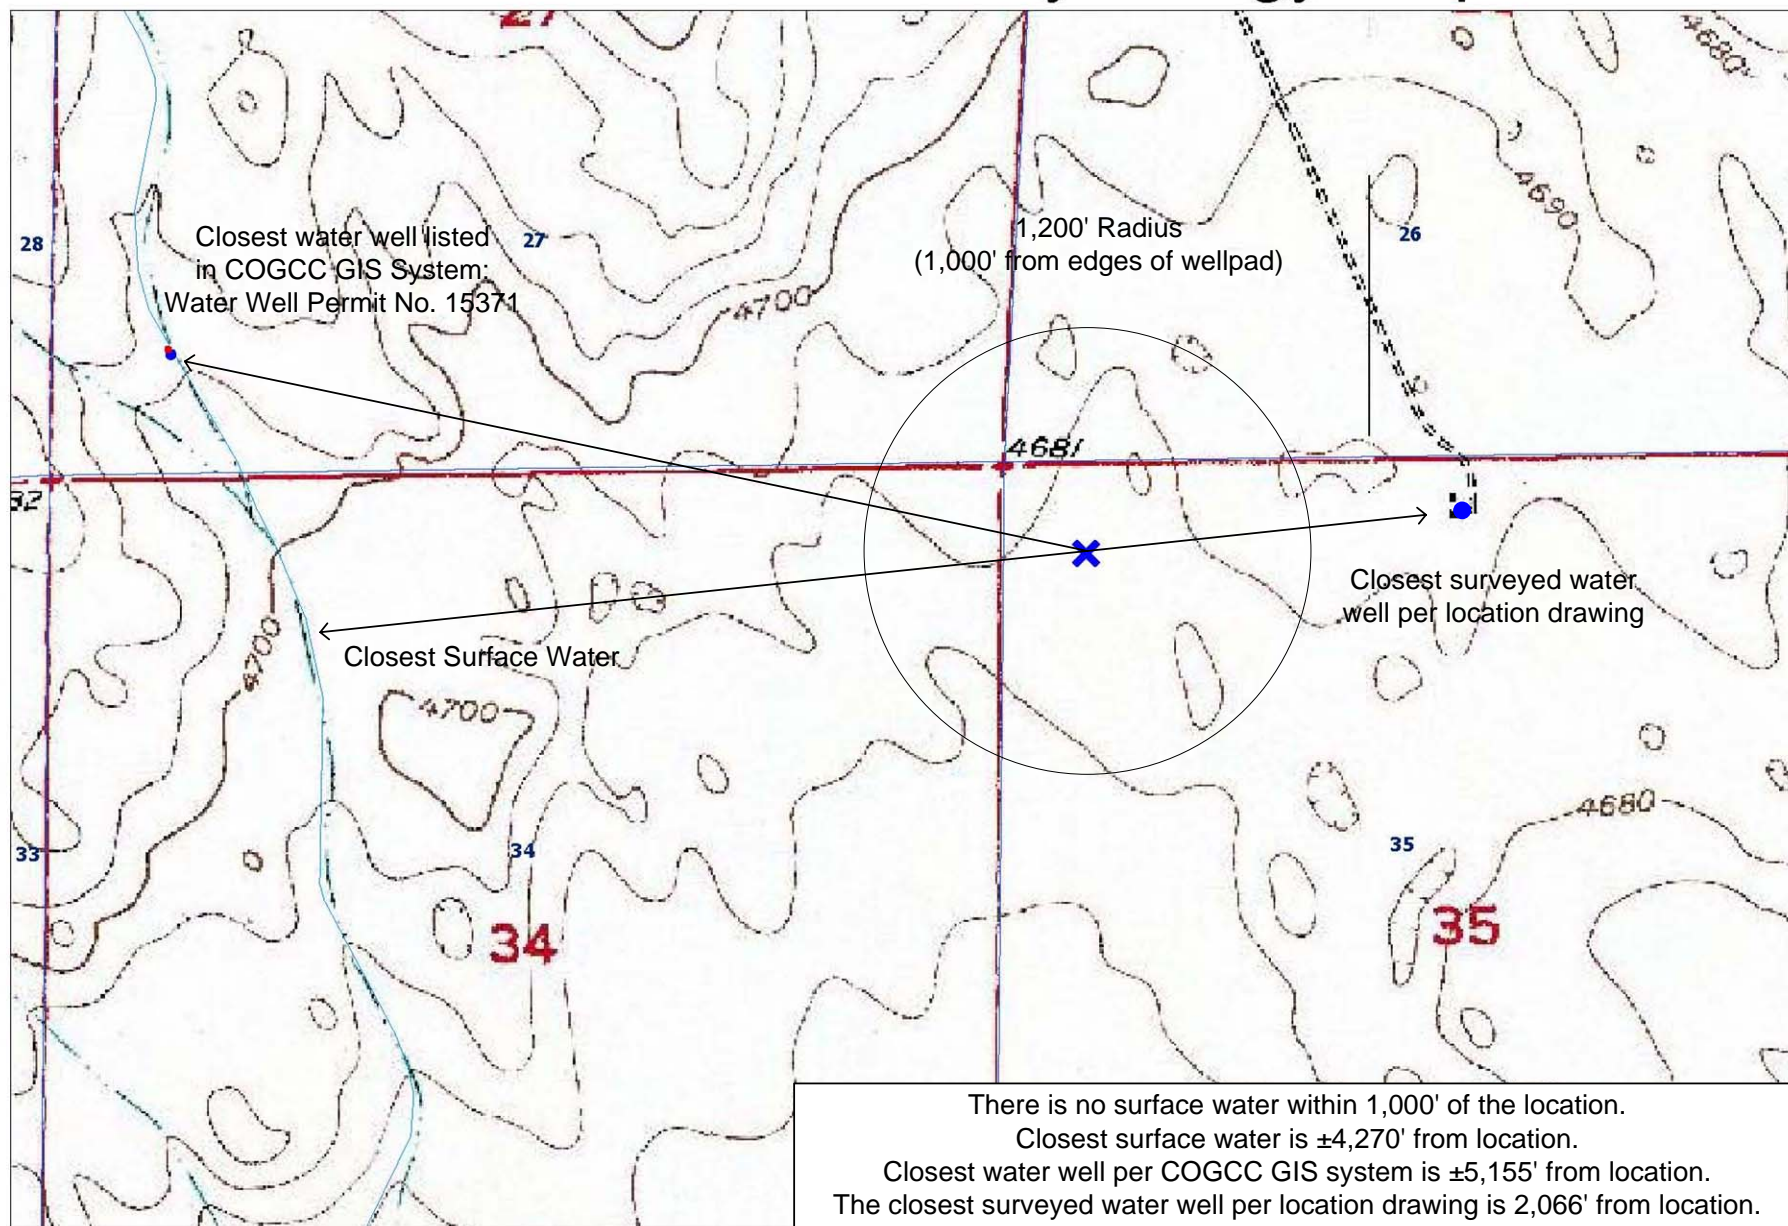 27
4680
4690
28
Closest water well listed
in COGCC GIS System:
Water Well Permit No. 15371
27
1,200' Radius
(1,000' from edges of wellpad)
26
4700
4681
Closest surveyed water
well per location drawing
4700
Closest Surface Water
4700
4680
33
34
35
34
35
There is no surface water within 1,000' of the location.
Closest surface water is ±4,270' from location.
Closest water well per COGCC GIS system is ±5,155' from location.
The closest surveyed water well per location drawing is 2,066' from location.